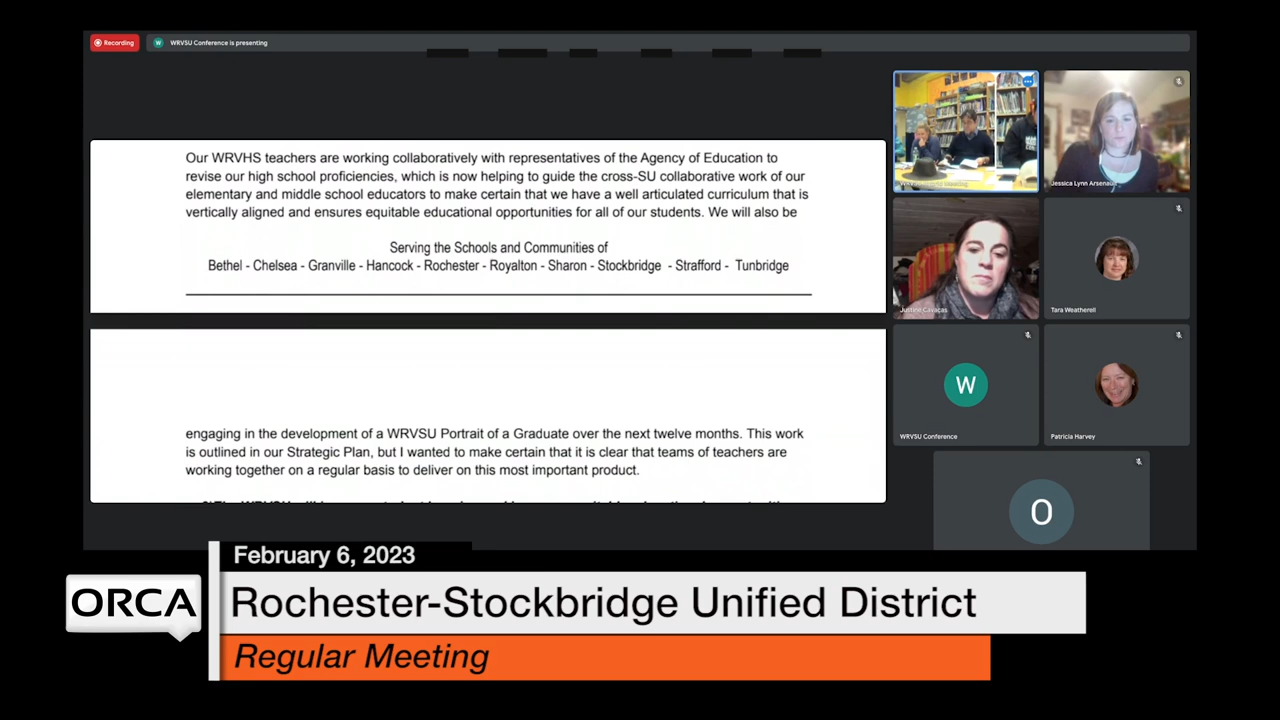 Recording
W
WRVSU Conference is presenting
Our WRVHS teachers are working collaboratively with representatives of the Agency of Education to
revise our high school proficiencies, which is now helping to guide the cross-SU collaborative work of our
elementary and middle school educators to make certain that we have a well articulated curriculum that is
vertically aligned and ensures equitable educational opportunities for all of our students. We will also be
Serving the Schools and Communities of
Bethel - Chelsea - Granville - Hancock - Rochester - Royalton - Sharon - Stockbridge - Strafford - Tunbridge
engaging in the development of a WRVSU Portrait of a Graduate over the next twelve months. This work
is outlined in our Strategic Plan, but I wanted to make certain that it is clear that teams of teachers are
working together on a regular basis to deliver on this most important product.
Jessica Lynn Arsenault
Justine Cavacas
Tara Weatherell
W
WRVSU Conference
Patricia Harvey
O
February 6, 2023
ORCA
Rochester-Stockbridge Unified District
Regular Meeting